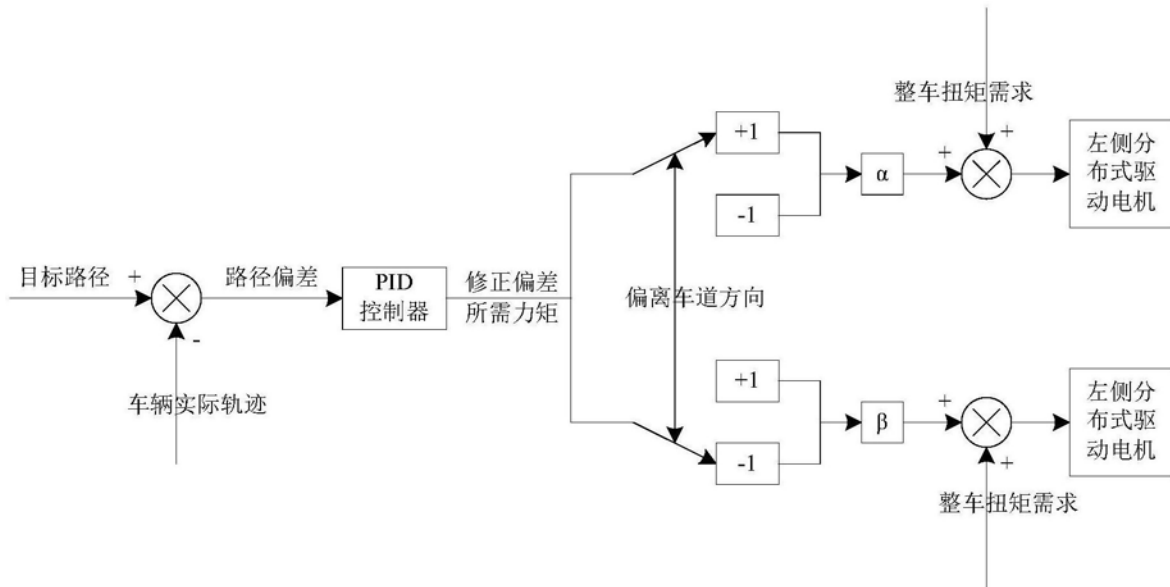 整车扭矩需求
+
+
+1
-1
α
左侧分
布式驱
动电机
目标路径
+
-
路径偏差
PID
控制器
修正偏差
所需力矩
偏离车道方向
车辆实际轨迹
+1
-1
β
+
+
左侧分
布式驱
动电机
整车扭矩需求